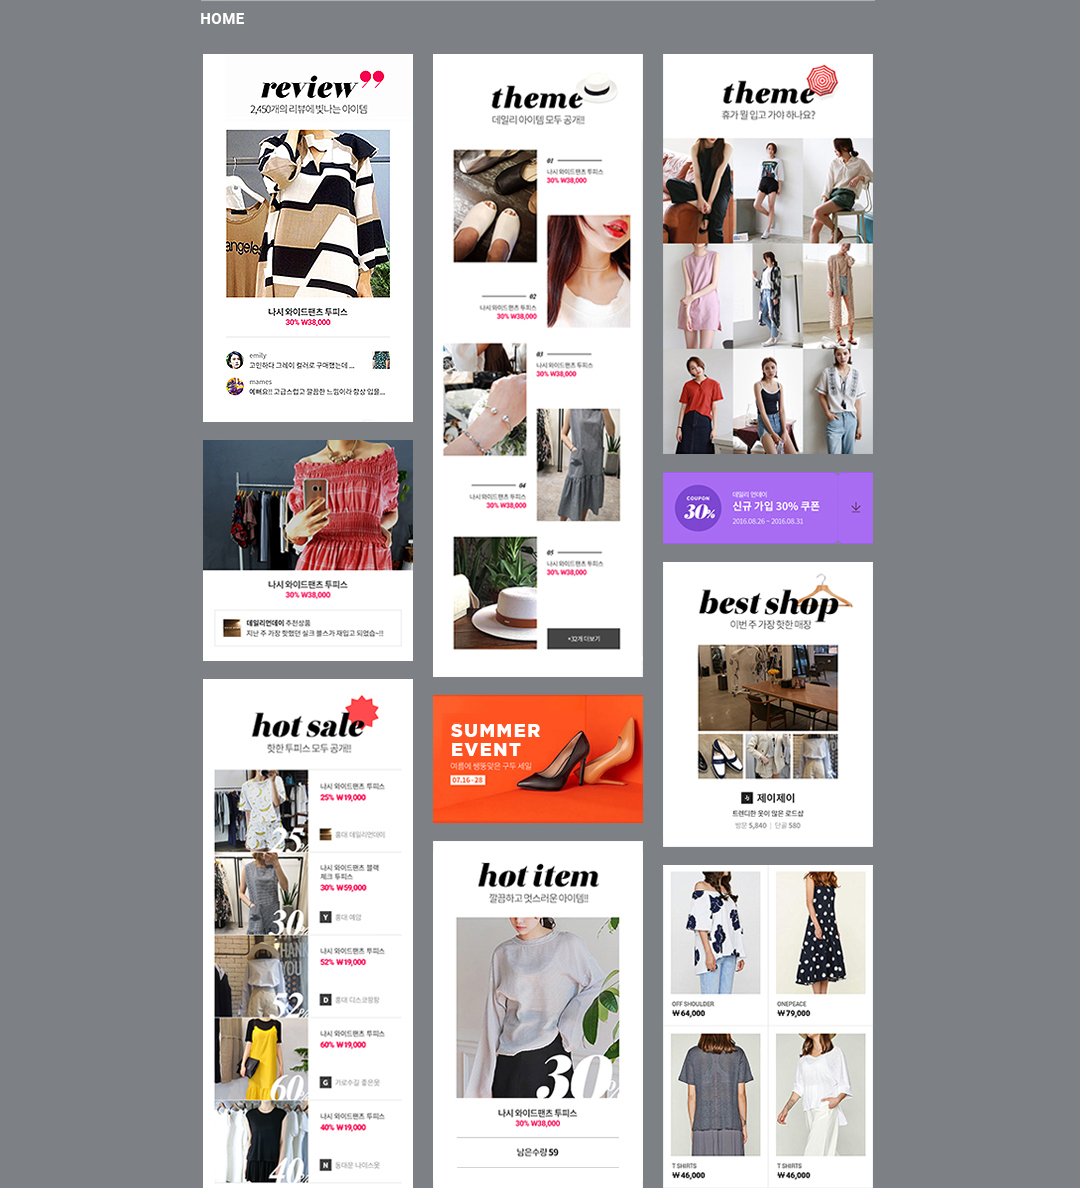 HOME
review
2,450개의 리뷰에 빛나는 아이템
angeles
나시 와이드팬츠 투피스
30% ₩38,000
emily
고민하다 그레이 컬러로 구매했는데 ...
mames
예뻐요!! 고급스럽고 깔끔한 느낌이라 항상 입을...
나시 와이드팬츠 투피스
30% ₩38,000
데일리먼데이 추천상품
지난 주 가장 핫했던 실크 블스가 재입고 되었습~!!
hot sale
핫한 투피스 모두 공개!!
25%
나시 와이드팬츠 투피스
25% ₩19,000
홍대 데일리먼데이
30
나시 와이드팬츠 블랙
체크 투피스
30% ₩59,000
Y 홍대 예랑
THANK
YOU
52%
나시 와이드팬츠 투피스
52% ₩19,000
D 홍대 디스코팡팡
60%
나시 와이드팬츠 투피스
60% ₩19,000
G 가로수길 좋은옷
40%
나시 와이드팬츠 투피스
40% ₩19,000
N 동대문 나이스옷
theme
데일리 아이템 모두 공개!!
01
나시 와이드팬츠 투피스
30% ₩38,000
02
나시 와이드팬츠 투피스
30% ₩38,000
03
나시 와이드팬츠 투피스
30% ₩38,000
04
나시 와이드팬츠 투피스
30% ₩38,000
05
나시 와이드팬츠 투피스
30% ₩38,000
+32개 더보기
SUMMER
EVENT
여름에 빵뚱맞은 구두 세일
07.16 - 28
hot item
깔끔하고 멋스러운 아이템!!
30%
나시 와이드팬츠 투피스
30% ₩38,000
남은수량 59
theme
휴가 뭘 입고 가야 하나요?
COUPON
30%
데일리 먼데이
신규 가입 30% 쿠폰
2016.08.26 ~ 2016.08.31
best shop
이번 주 가장 핫한 매장
제이제이
트렌디한 옷이 많은 로드샵
방문 5,840 | 단골 580
OFF SHOULDER
₩ 64,000
ONEPEACE
₩ 79,000
T SHIRTS
₩ 46,000
T SHIRTS
₩ 46,000